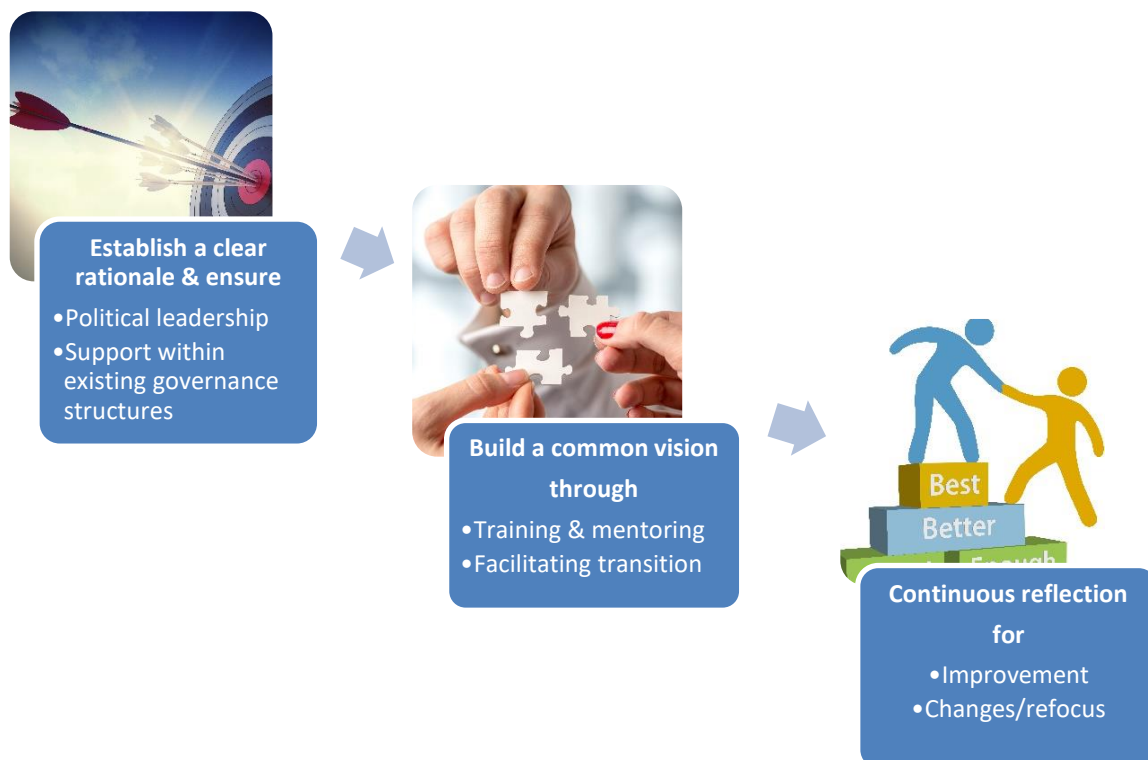 Establish a clear
rationale & ensure
•Political leadership
•Support within
existing governance
structures
Build a common vision
through
•Training & mentoring
•Facilitating transition
Best
Better
Enough
Continuous reflection
for
•Improvement
•Changes/refocus